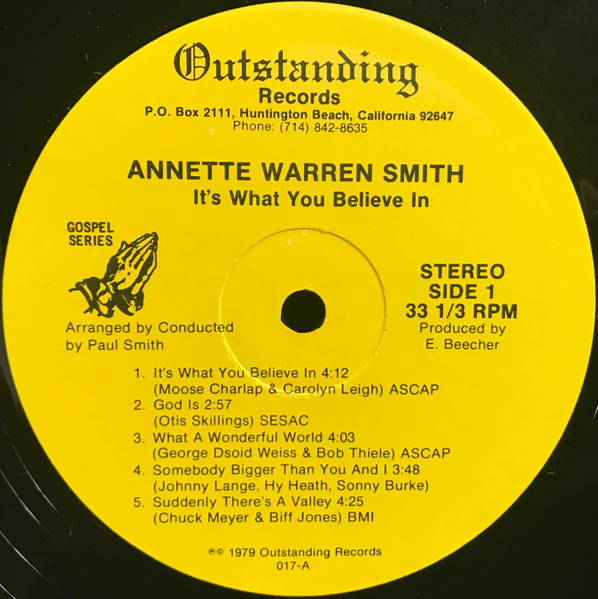 Outstanding
Records
P.O. Box 2111, Huntington Beach, California 92647
Phone: (714) 842-8635
ANNETTE WARREN SMITH
It's What You Believe In
GOSPEL
SERIES
Arranged by Conducted
by Paul Smith
STEREO
SIDE 1
33 1/3 RPM
Produced by
E. Beecher
1. It's What You Believe In 4:12
(Moose Charlap & Carolyn Leigh) ASCAP
2. God Is 2:57
(Otis Skillings) SESAC
3. What A Wonderful World 4:03
(George Dsoid Weiss & Bob Thiele) ASCAP
4. Somebody Bigger Than You And I 3:48
(Johnny Lange, Hy Heath, Sonny Burke)
5. Suddenly There's A Valley 4:25
(Chuck Meyer & Biff Jones) BMI
℗© 1979 Outstanding Records
017-A